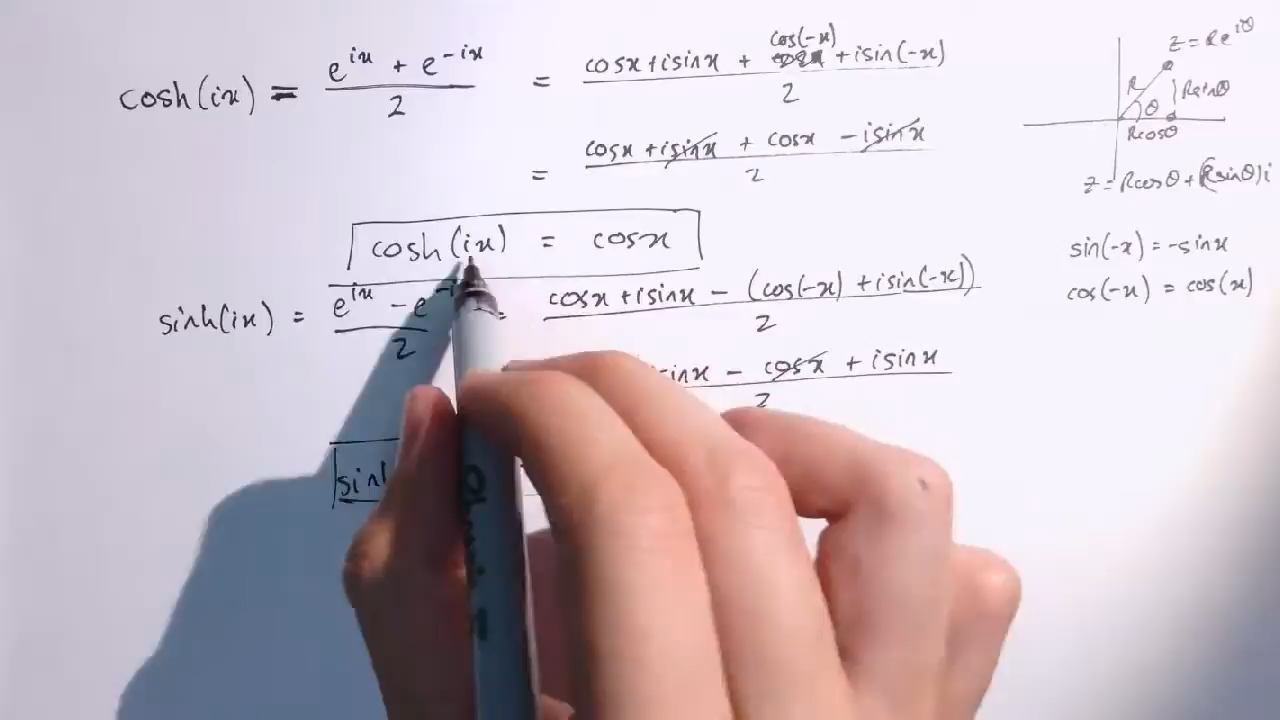 cosh(ix) = e^{ix} + e^{-ix} / 2 = cosx + isinx + cos(-x) + isin(-x) / 2
= cosx + isinx + cosx - isinx / 2
cosh(ix) = cosx
sinh(ix) = e^{ix} - e / 2 = cosx + isinx - (cos(-x) + isin(-x)) / 2
- cosx + isinx / 2
z = Re^{iθ}
R
θ
Rsinθ
Rcosθ
z = Rcosθ + (Rsinθ)i
sin(-x) = -sinx
cos(-x) = cos(x)